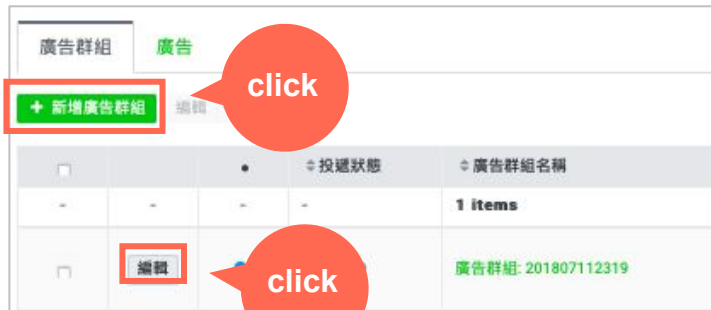 廣告群組 廣告
click
+ 新增廣告群組 編輯
投遞狀態 廣告群組名稱
- - - - 1 items
編輯 廣告群組: 201807112319
click